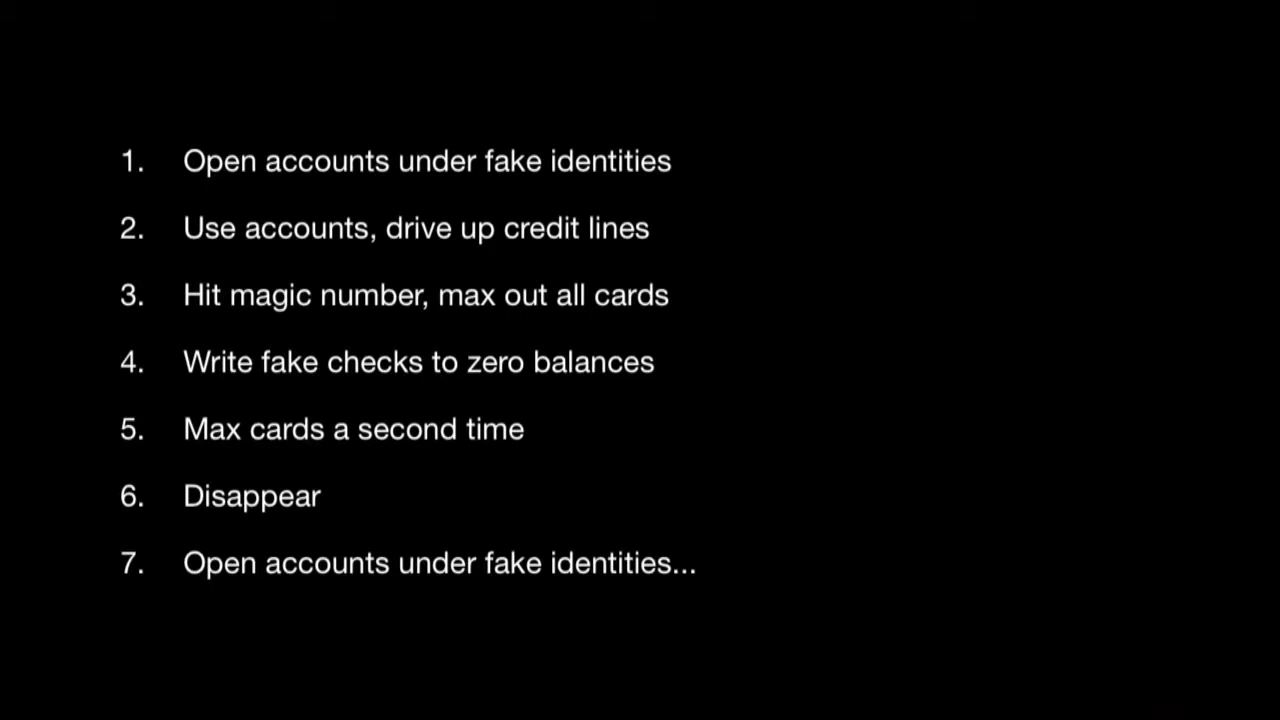 1. Open accounts under fake identities
2. Use accounts, drive up credit lines
3. Hit magic number, max out all cards
4. Write fake checks to zero balances
5. Max cards a second time
6. Disappear
7. Open accounts under fake identities...